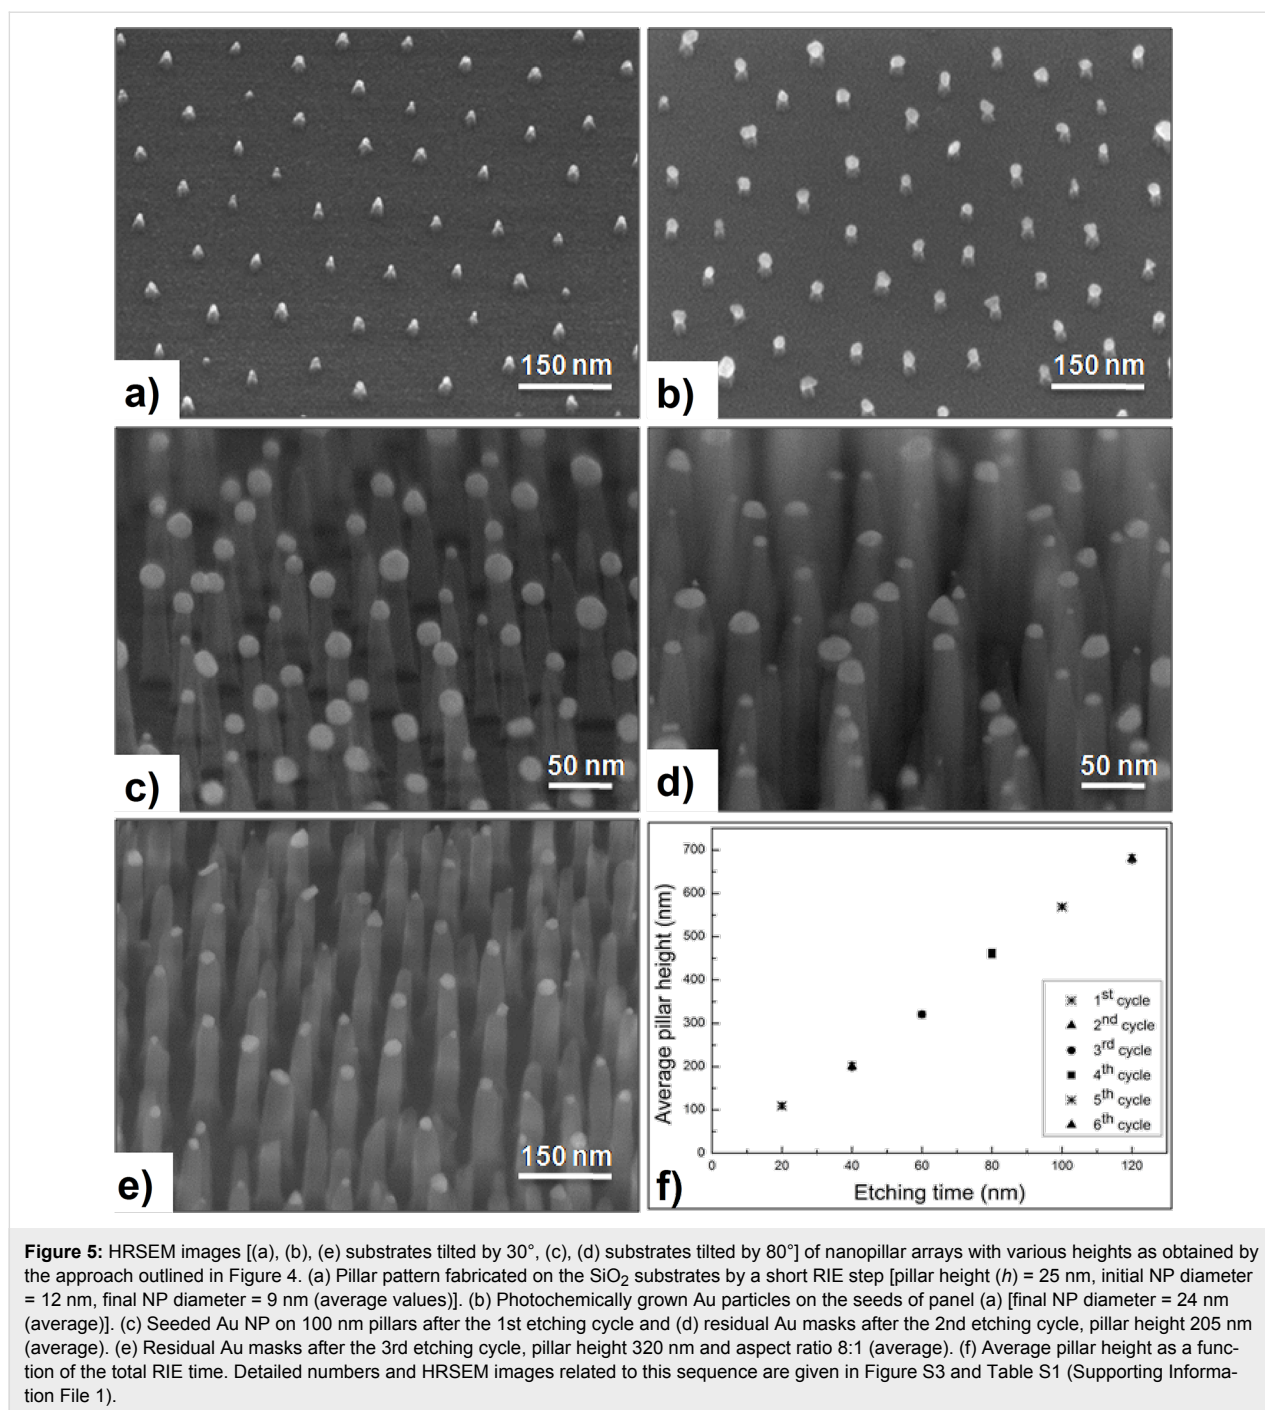 150 nm
a)
150 nm
b)
50 nm
c)
50 nm
d)
150 nm
e)
700
600
500
400
300
200
100
0
Average pillar height (nm)
1st cycle
2nd cycle
3rd cycle
4th cycle
5th cycle
6th cycle
0 20 40 60 80 100 120
Etching time (nm)
f)
Figure 5: HRSEM images [(a), (b), (e) substrates tilted by 30°, (c), (d) substrates tilted by 80°] of nanopillar arrays with various heights as obtained by
the approach outlined in Figure 4. (a) Pillar pattern fabricated on the SiO2 substrates by a short RIE step [pillar height (h) = 25 nm, initial NP diameter
= 12 nm, final NP diameter = 9 nm (average values)]. (b) Photochemically grown Au particles on the seeds of panel (a) [final NP diameter = 24 nm
(average)]. (c) Seeded Au NP on 100 nm pillars after the 1st etching cycle and (d) residual Au masks after the 2nd etching cycle, pillar height 205 nm
(average). (e) Residual Au masks after the 3rd etching cycle, pillar height 320 nm and aspect ratio 8:1 (average). (f) Average pillar height as a func-
tion of the total RIE time. Detailed numbers and HRSEM images related to this sequence are given in Figure S3 and Table S1 (Supporting Informa-
tion File 1).